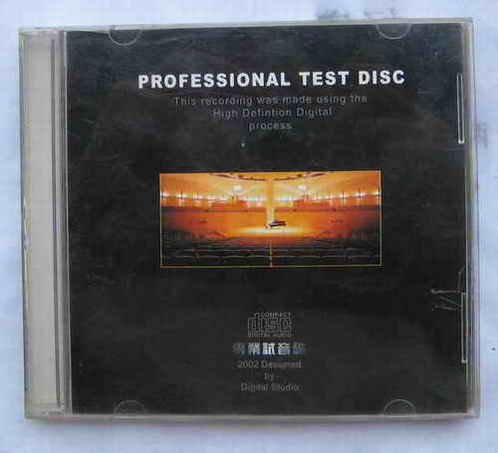 PROFESSIONAL TEST DISC
This recording was made using the
High Defintion Digital
process
COMPACT
disc
DIGITAL AUDIO
專業試音碟
2002 Designed
by
Digital Studio